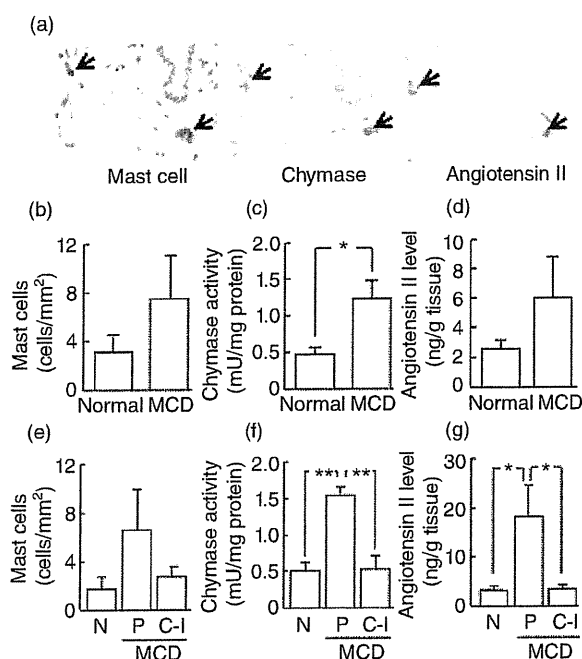 (a)
Mast cell Chymase Angiotensin II
(b) (c) (d)
Mast cells
(cells/mm²)
12
8
4
0
Normal MCD
Chymase activity
(mU/mg protein)
2.0
1.5
1.0
0.5
0
*
Normal MCD
Angiotensin II level
(ng/g tissue)
10
8
6
4
2
0
Normal MCD
(e) (f) (g)
Mast cells
(cells/mm²)
12
8
4
0
N P C-I
MCD
Chymase activity
(mU/mg protein)
2.0
1.5
1.0
0.5
0
** **
N P C-I
MCD
Angiotensin II level
(ng/g tissue)
30
20
10
0
* *
N P C-I
MCD